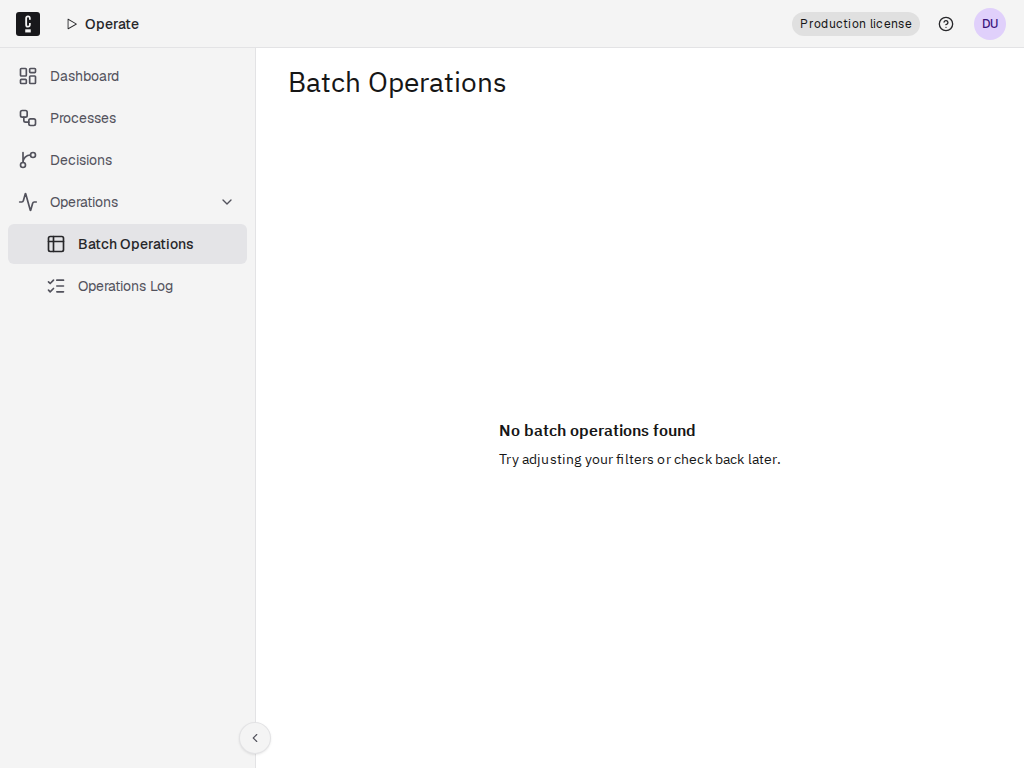 Operate
Production license
DU
Dashboard
Processes
Decisions
Operations
Batch Operations
Operations Log
Batch Operations
No batch operations found
Try adjusting your filters or check back later.